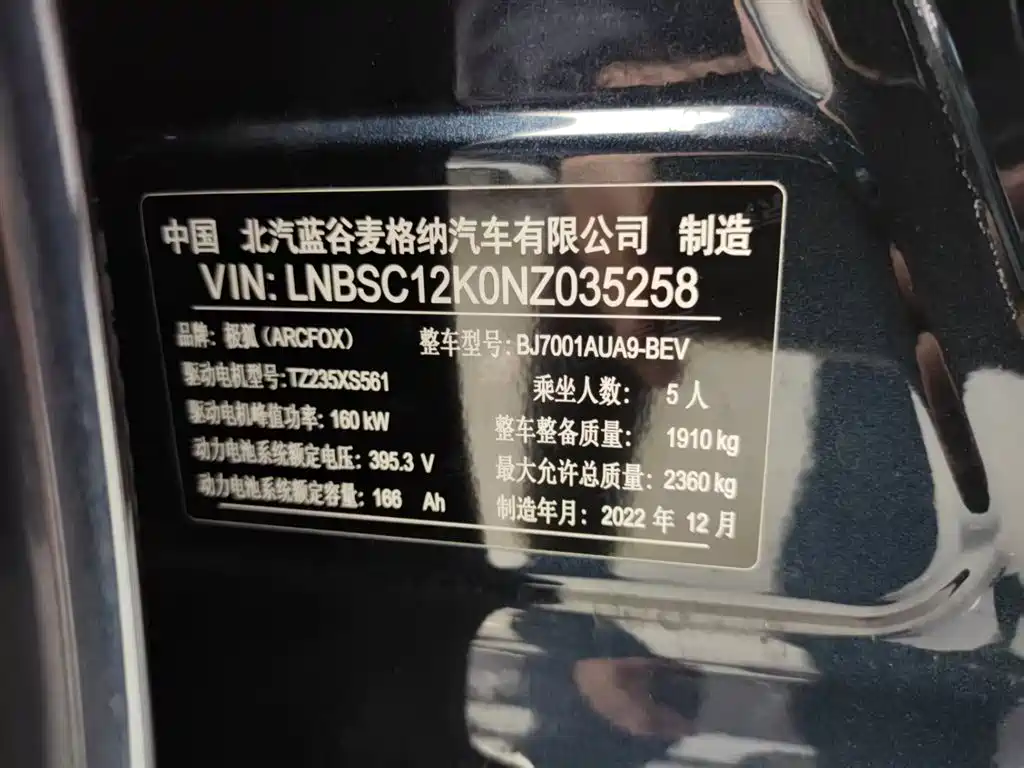 中国 北汽蓝谷麦格纳汽车有限公司 制造
VIN: LNBSC12K0NZ035258
品牌: 极狐(ARCFOX) 整车型号: BJ7001AUA9-BEV
驱动电机型号: TZ235XS561 乘坐人数: 5 人
驱动电机峰值功率: 160 kW 整车整备质量: 1910 kg
动力电池系统额定电压: 395.3 V 最大允许总质量: 2360 kg
动力电池系统额定容量: 166 Ah 制造年月: 2022 年 12 月